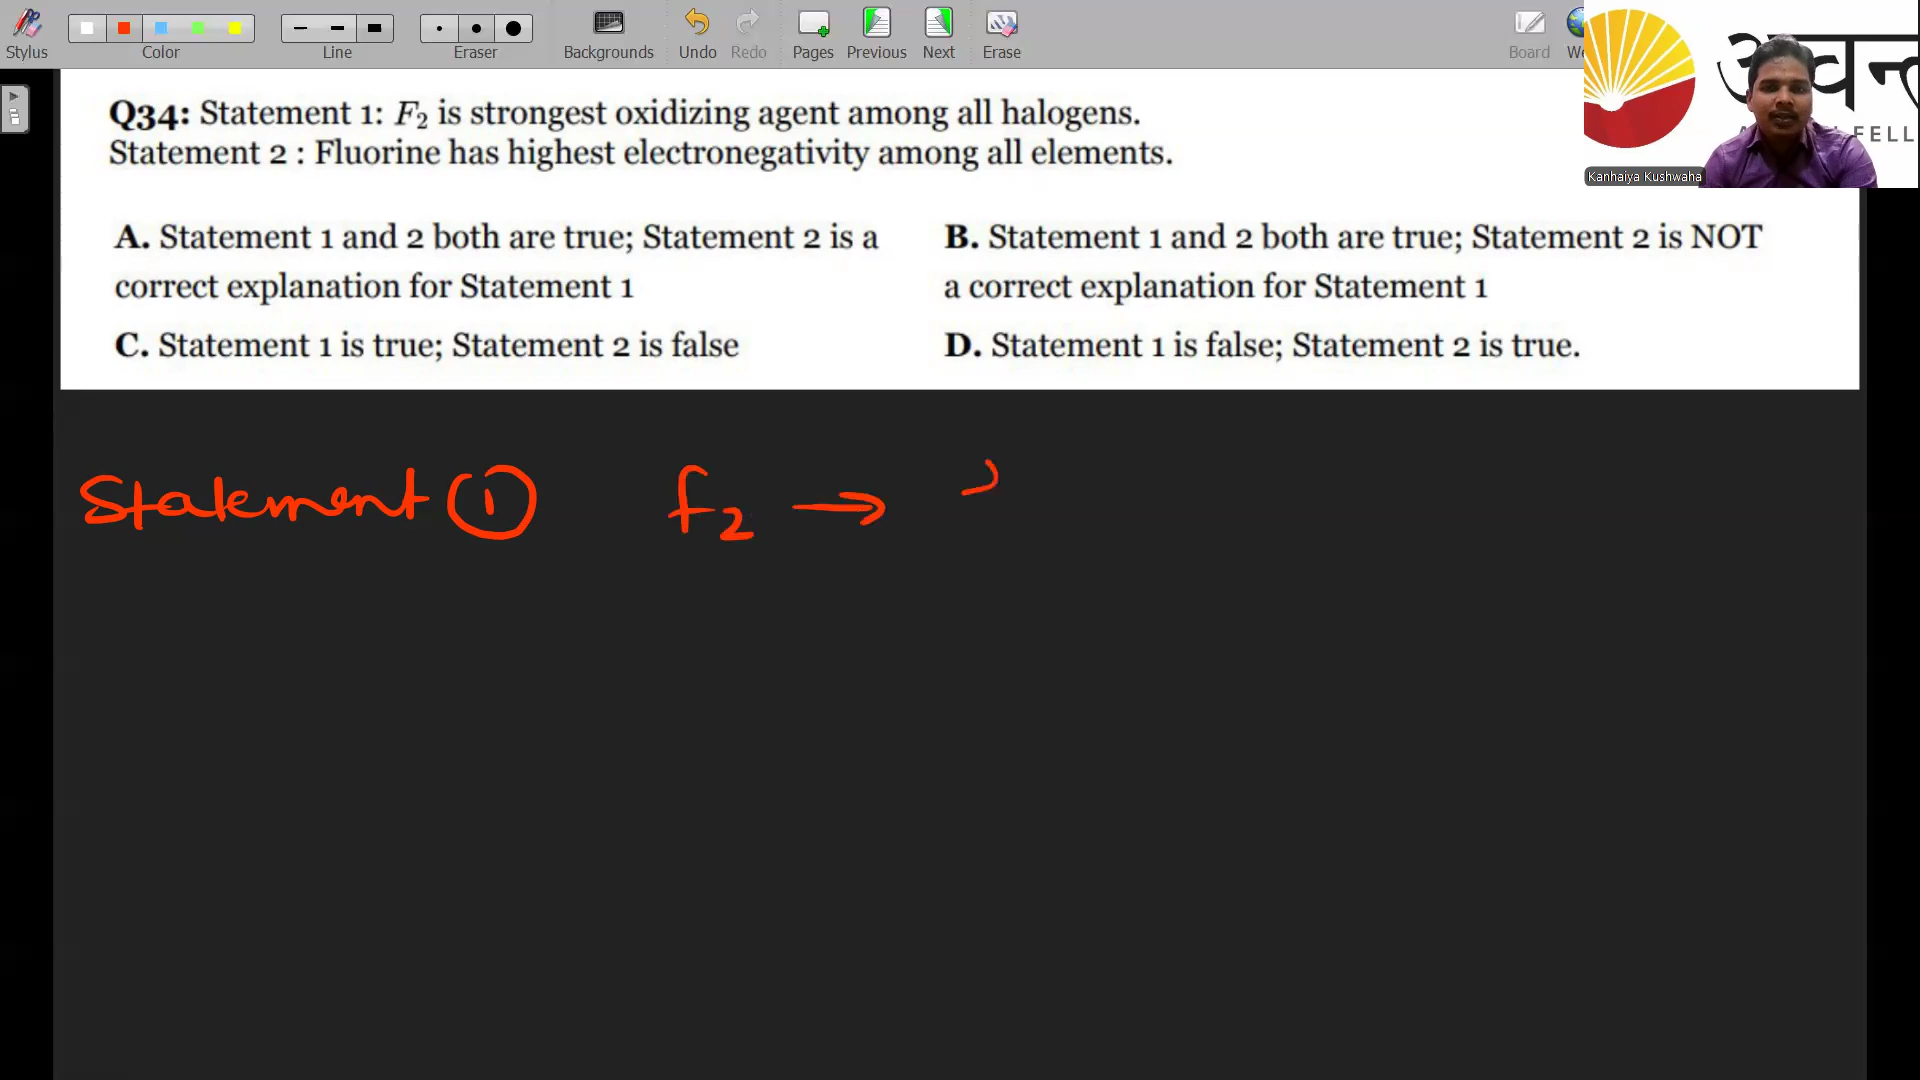 Stylus Color Line Eraser Backgrounds Undo Redo Pages Previous Next Erase Board
अवन्त
FELL
Kanhaiya Kushwaha
Q34: Statement 1: F₂ is strongest oxidizing agent among all halogens.
Statement 2 : Fluorine has highest electronegativity among all elements.
A. Statement 1 and 2 both are true; Statement 2 is a
correct explanation for Statement 1
B. Statement 1 and 2 both are true; Statement 2 is NOT
a correct explanation for Statement 1
C. Statement 1 is true; Statement 2 is false
D. Statement 1 is false; Statement 2 is true.
Statement ① f₂ →